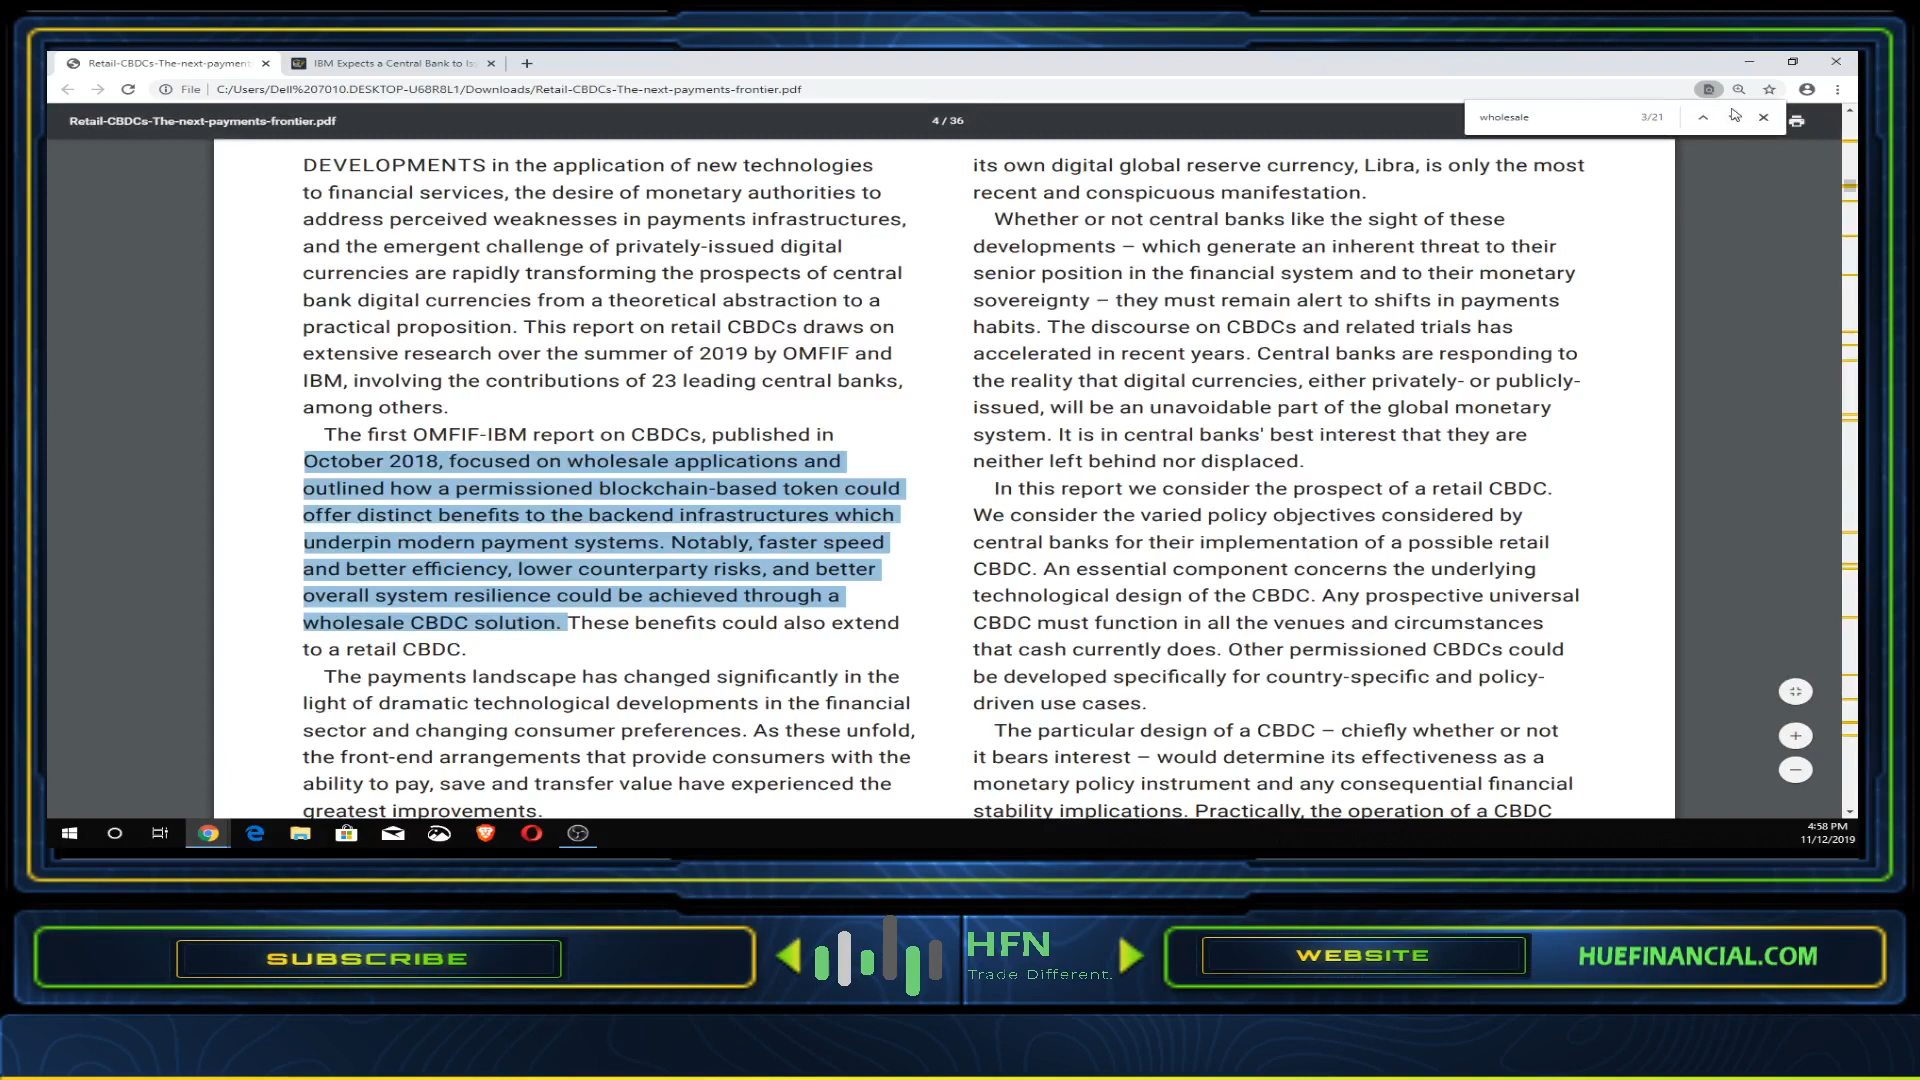 Retail-CBDCs-The-next-payment
IBM Expects a Central Bank to Is
File
C:/Users/Dell%207010.DESKTOP-U68R8L1/Downloads/Retail-CBDCs-The-next-payments-frontier.pdf
Retail-CBDCs-The-next-payments-frontier.pdf
4 / 36
wholesale
3/21
DEVELOPMENTS in the application of new technologies
to financial services, the desire of monetary authorities to
address perceived weaknesses in payments infrastructures,
and the emergent challenge of privately-issued digital
currencies are rapidly transforming the prospects of central
bank digital currencies from a theoretical abstraction to a
practical proposition. This report on retail CBDCs draws on
extensive research over the summer of 2019 by OMFIF and
IBM, involving the contributions of 23 leading central banks,
among others.
The first OMFIF-IBM report on CBDCs, published in
October 2018, focused on wholesale applications and
outlined how a permissioned blockchain-based token could
offer distinct benefits to the backend infrastructures which
underpin modern payment systems. Notably, faster speed
and better efficiency, lower counterparty risks, and better
overall system resilience could be achieved through a
wholesale CBDC solution. These benefits could also extend
to a retail CBDC.
The payments landscape has changed significantly in the
light of dramatic technological developments in the financial
sector and changing consumer preferences. As these unfold,
the front-end arrangements that provide consumers with the
ability to pay, save and transfer value have experienced the
greatest improvements.
its own digital global reserve currency, Libra, is only the most
recent and conspicuous manifestation.
Whether or not central banks like the sight of these
developments – which generate an inherent threat to their
senior position in the financial system and to their monetary
sovereignty – they must remain alert to shifts in payments
habits. The discourse on CBDCs and related trials has
accelerated in recent years. Central banks are responding to
the reality that digital currencies, either privately- or publicly-
issued, will be an unavoidable part of the global monetary
system. It is in central banks' best interest that they are
neither left behind nor displaced.
In this report we consider the prospect of a retail CBDC.
We consider the varied policy objectives considered by
central banks for their implementation of a possible retail
CBDC. An essential component concerns the underlying
technological design of the CBDC. Any prospective universal
CBDC must function in all the venues and circumstances
that cash currently does. Other permissioned CBDCs could
be developed specifically for country-specific and policy-
driven use cases.
The particular design of a CBDC – chiefly whether or not
it bears interest – would determine its effectiveness as a
monetary policy instrument and any consequential financial
stability implications. Practically, the operation of a CBDC
4:58 PM
11/12/2019
SUBSCRIBE
HFN
Trade Different.
WEBSITE
HUEFINANCIAL.COM